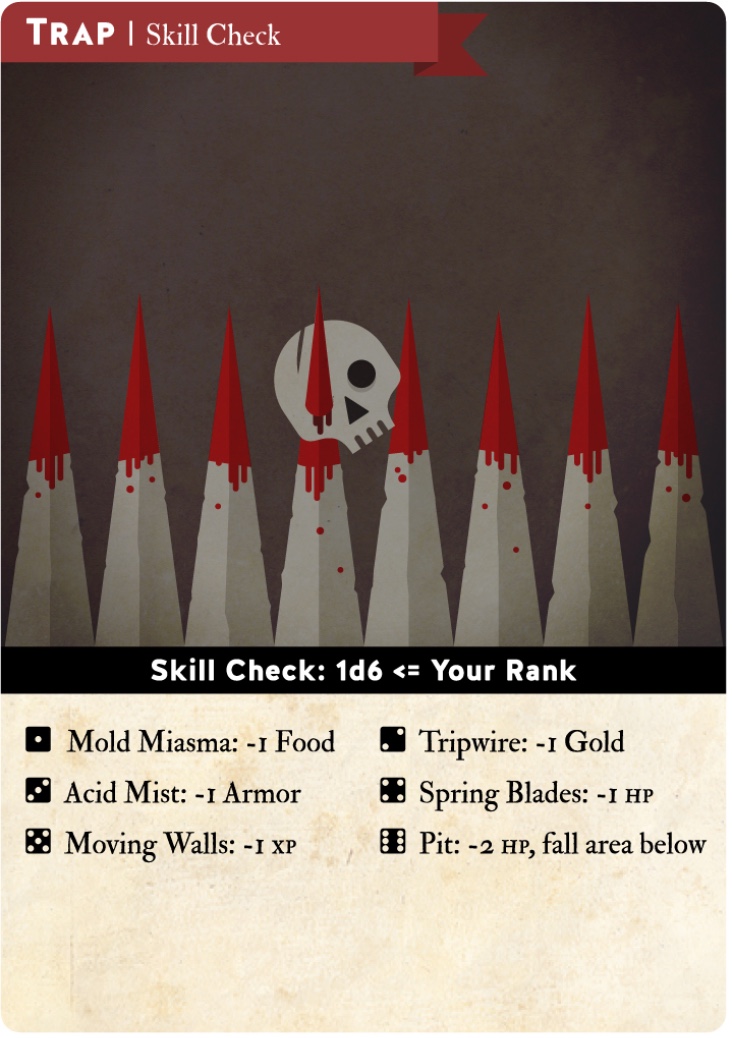 TRAP | Skill Check
Skill Check: 1d6 <= Your Rank
Mold Miasma: -1 Food
Tripwire: -1 Gold
Acid Mist: -1 Armor
Spring Blades: -1 HP
Moving Walls: -1 XP
Pit: -2 HP, fall area below